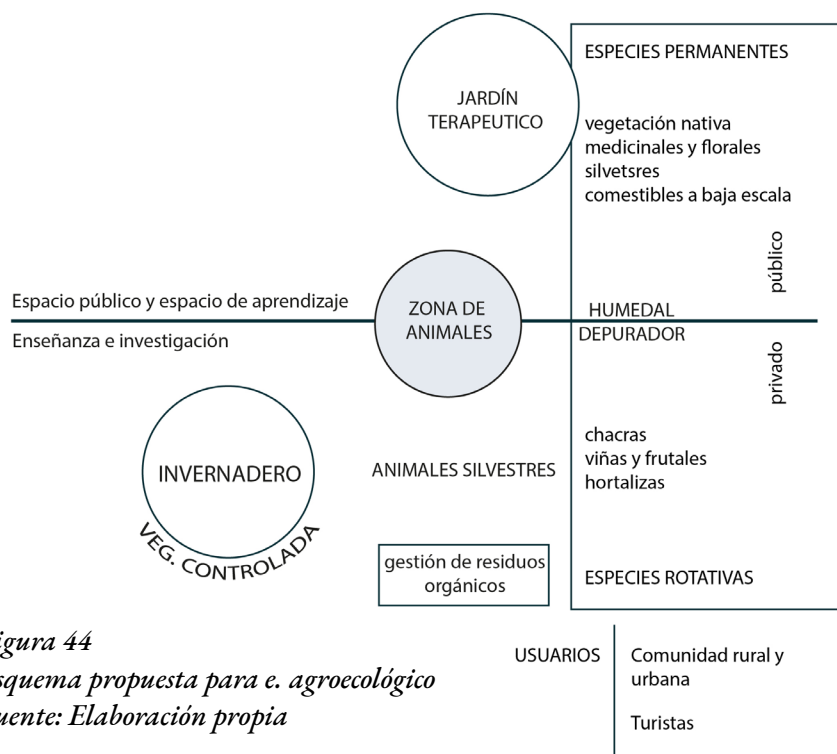 JARDÍN
TERAPEUTICO
ESPECIES PERMANENTES
vegetación nativa
medicinales y florales
silvetsres
comestibles a baja escala
público
Espacio público y espacio de aprendizaje
Enseñanza e investigación
ZONA DE
ANIMALES
HUMEDAL
DEPURADOR
privado
INVERNADERO
VEG. CONTROLADA
ANIMALES SILVESTRES
chacras
viñas y frutales
hortalizas
gestión de residuos
orgánicos
ESPECIES ROTATIVAS
igura 44
squema propuesta para e. agroecológico
uente: Elaboración propia
USUARIOS
Comunidad rural y
urbana
Turistas